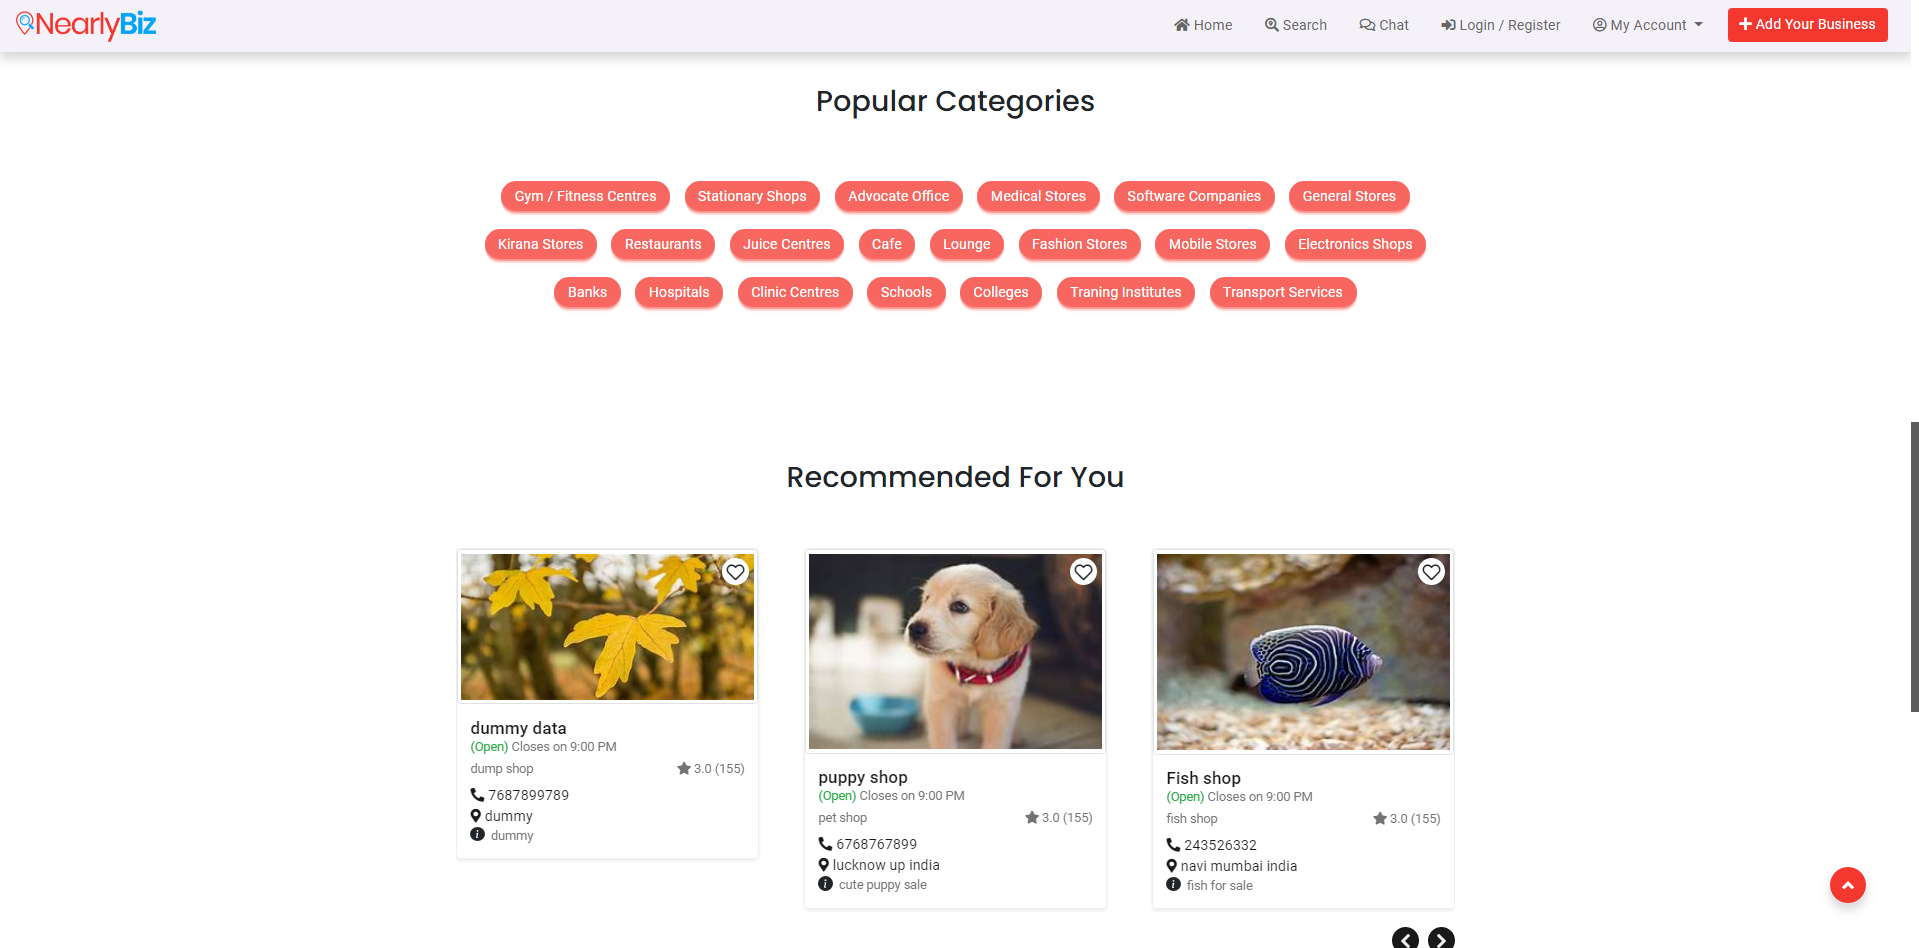 NearlyBiz Home Search Chat Login / Register My Account Add Your Business
Popular Categories
Gym / Fitness Centres Stationary Shops Advocate Office Medical Stores Software Companies General Stores
Kirana Stores Restaurants Juice Centres Cafe Lounge Fashion Stores Mobile Stores Electronics Shops
Banks Hospitals Clinic Centres Schools Colleges Traning Institutes Transport Services
Recommended For You
dummy data
(Open) Closes on 9:00 PM
dump shop 3.0 (155)
7687899789
dummy
dummy
puppy shop
(Open) Closes on 9:00 PM
pet shop 3.0 (155)
6768767899
lucknow up india
cute puppy sale
Fish shop
(Open) Closes on 9:00 PM
fish shop 3.0 (155)
243526332
navi mumbai india
fish for sale